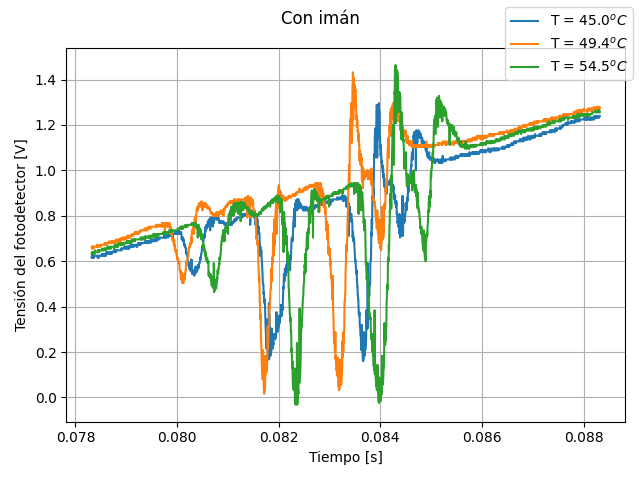 Con imán
T = 45.0°C
T = 49.4°C
T = 54.5°C
Tensión del fotodetector [V]
1.4
1.2
1.0
0.8
0.6
0.4
0.2
0.0
0.078 0.080 0.082 0.084 0.086 0.088
Tiempo [s]